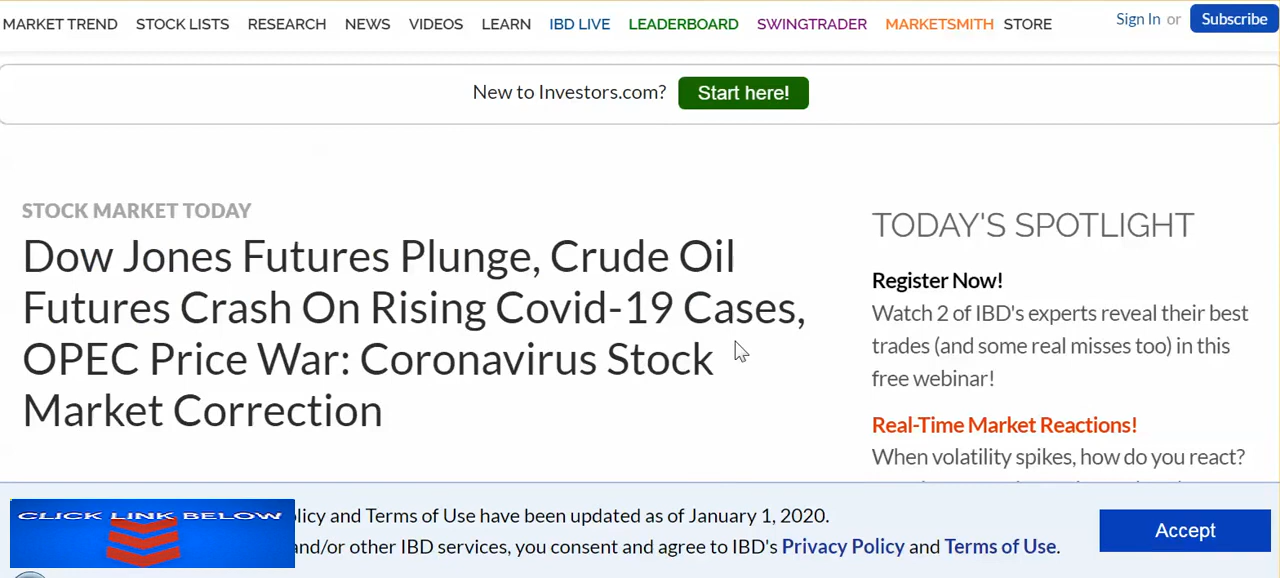 MARKET TREND STOCK LISTS RESEARCH NEWS VIDEOS LEARN IBD LIVE LEADERBOARD SWINGTRADER MARKETSMITH STORE Sign In or Subscribe
New to Investors.com? Start here!
STOCK MARKET TODAY
Dow Jones Futures Plunge, Crude Oil
Futures Crash On Rising Covid-19 Cases,
OPEC Price War: Coronavirus Stock
Market Correction
TODAY'S SPOTLIGHT
Register Now!
Watch 2 of IBD's experts reveal their best
trades (and some real misses too) in this
free webinar!
Real-Time Market Reactions!
When volatility spikes, how do you react?
CLICK LINK BELOW
licy and Terms of Use have been updated as of January 1, 2020.
and/or other IBD services, you consent and agree to IBD's Privacy Policy and Terms of Use.
Accept